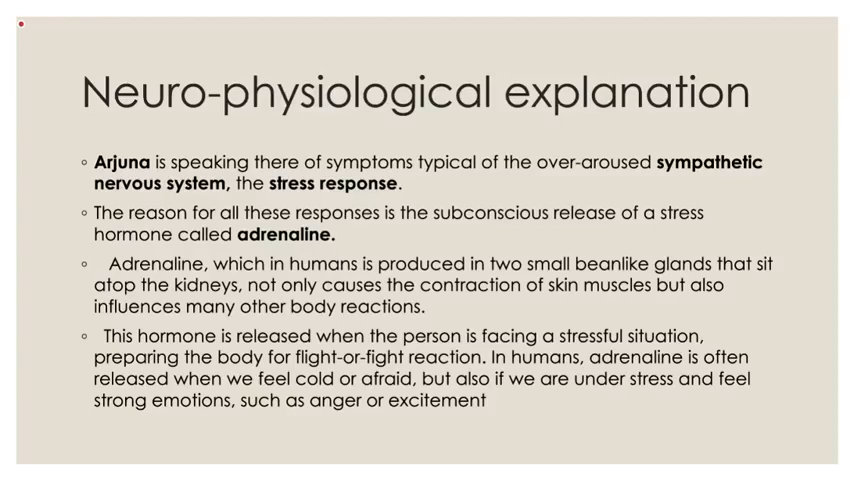 Neuro-physiological explanation
◦ Arjuna is speaking there of symptoms typical of the over-aroused sympathetic
nervous system, the stress response.
◦ The reason for all these responses is the subconscious release of a stress
hormone called adrenaline.
◦ Adrenaline, which in humans is produced in two small beanlike glands that sit
atop the kidneys, not only causes the contraction of skin muscles but also
influences many other body reactions.
◦ This hormone is released when the person is facing a stressful situation,
preparing the body for flight-or-fight reaction. In humans, adrenaline is often
released when we feel cold or afraid, but also if we are under stress and feel
strong emotions, such as anger or excitement